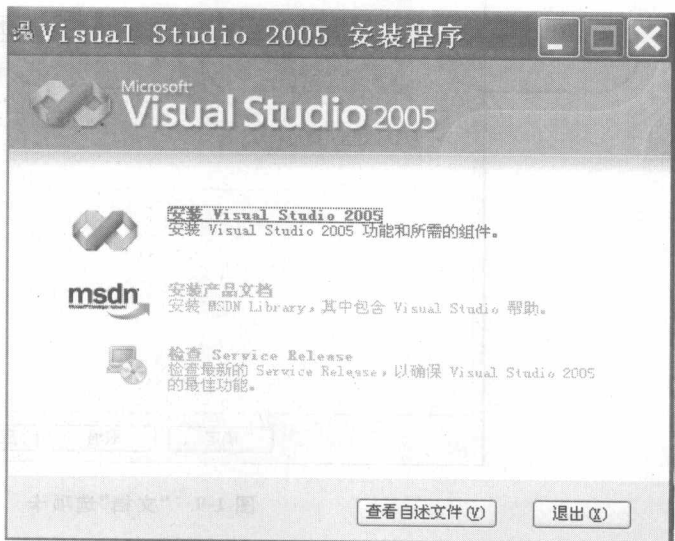 Visual Studio 2005 安装程序
Microsoft
Visual Studio 2005
安装 Visual Studio 2005
安装 Visual Studio 2005 功能和所需的组件。
msdn
安装产品文档
安装 MSDN Library，其中包含 Visual Studio 帮助。
检查 Service Release
检查最新的 Service Release，以确保 Visual Studio 2005
的最佳功能。
查看自述文件(V)
退出(X)